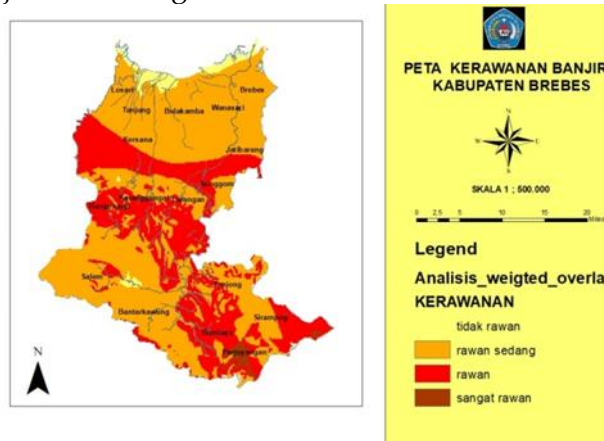 Losari
Brebes
Tanjung
Bulakamba
Wanasari
Kersana
Jatibarang
Songgom
Salem
Bantarkawung
Sirampog
N
PETA KERAWANAN BANJIR
KABUPATEN BREBES
N
W
E
S
SKALA 1 ; 500.000
0 2,5 5 10 15 20
Miles
Legend
Analisis_weigted_overla
KERAWANAN
tidak rawan
rawan sedang
rawan
sangat rawan